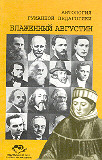 АНТОЛОГИЯ
ГУМАННОЙ ПЕДАГОГИКИ
БЛАЖЕННЫЙ АВГУСТИН